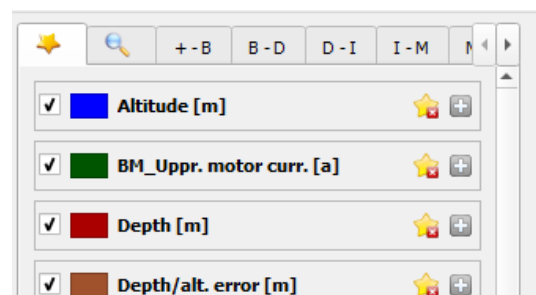 + - B B - D D - I I - M
Altitude [m]
BM_Uppr. motor curr. [a]
Depth [m]
Depth/alt. error [m]